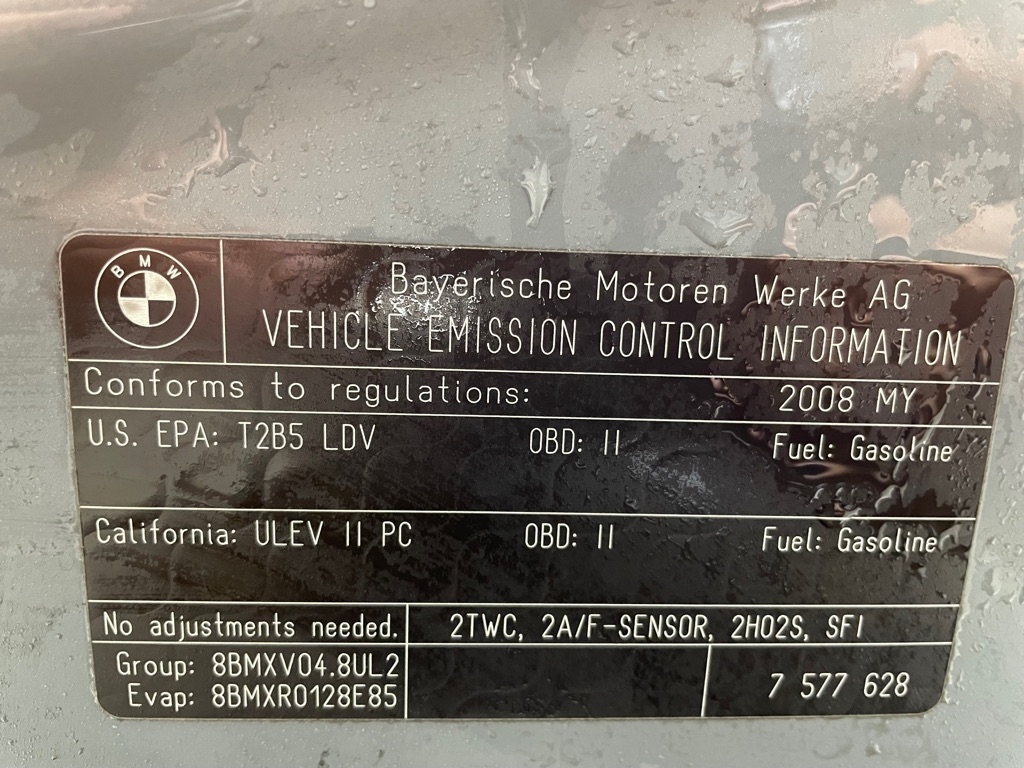 BMW
Bayerische Motoren Werke AG
VEHICLE EMISSION CONTROL INFORMATION
Conforms to regulations: 2008 MY
U.S. EPA: T2B5 LDV OBD: II Fuel: Gasoline
California: ULEV II PC OBD: II Fuel: Gasoline
No adjustments needed. 2TWC, 2A/F-SENSOR, 2HO2S, SFI
Group: 8BMXV04.8UL2
Evap: 8BMXR0128E85
7 577 628